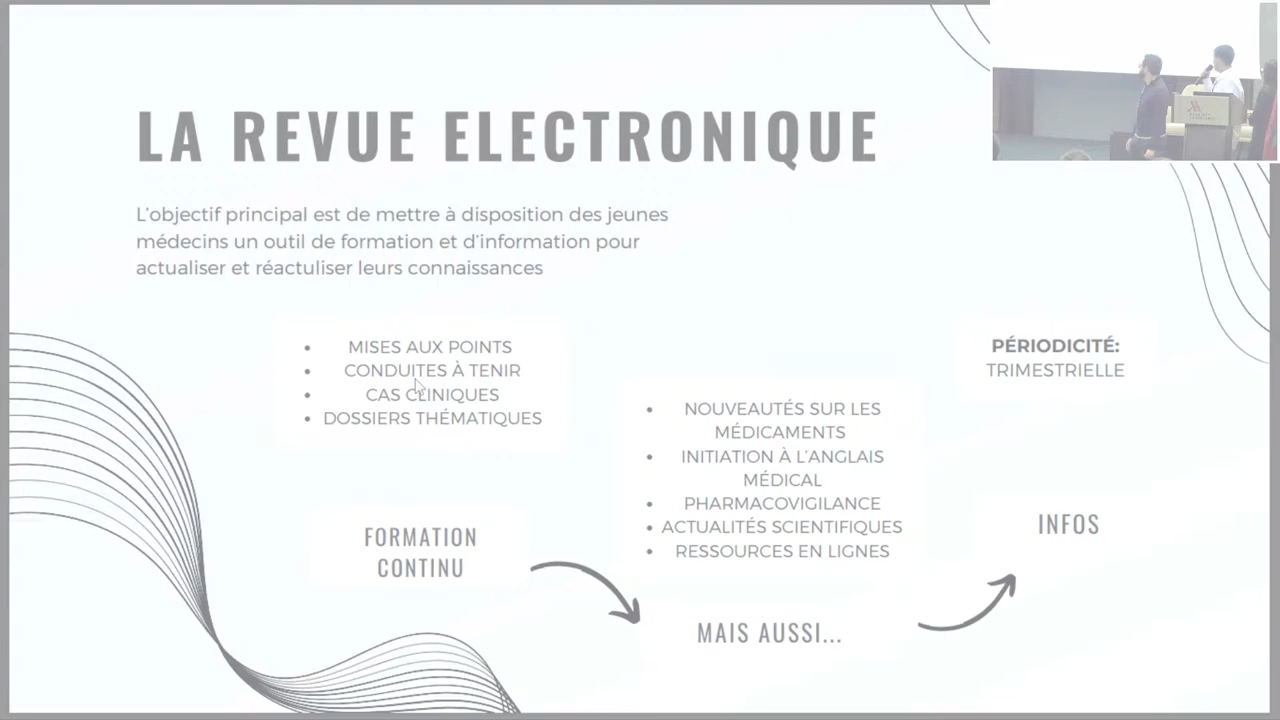 LA REVUE ELECTRONIQUE
L'objectif principal est de mettre à disposition des jeunes
médecins un outil de formation et d'information pour
actualiser et réactuliser leurs connaissances
• MISES AUX POINTS
• CONDUITES À TENIR
• CAS CLINIQUES
• DOSSIERS THÉMATIQUES
FORMATION
CONTINU
• NOUVEAUTÉS SUR LES
MÉDICAMENTS
• INITIATION À L'ANGLAIS
MÉDICAL
• PHARMACOVIGILANCE
• ACTUALITÉS SCIENTIFIQUES
• RESSOURCES EN LIGNES
MAIS AUSSI...
PÉRIODICITÉ:
TRIMESTRIELLE
INFOS